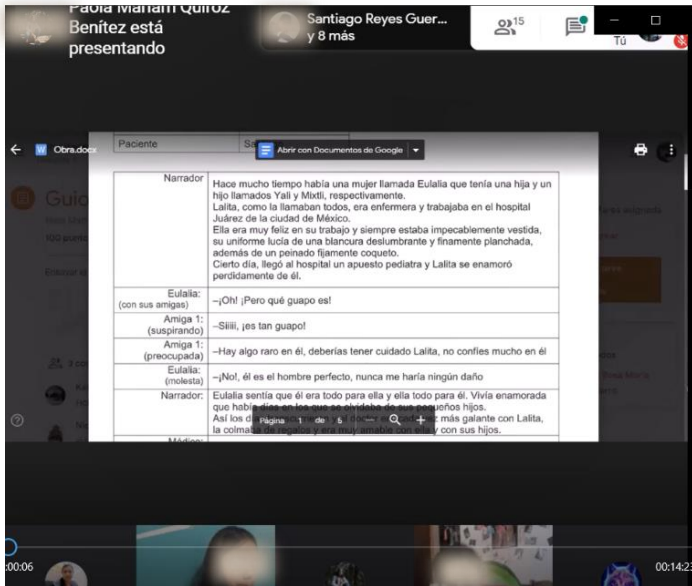 Paola Mariam Quiroz
Benítez está
presentando
Santiago Reyes Guer...
y 8 más
15
Tú
Obra.docx
Abrir con Documentos de Google
Paciente
Narrador
Hace mucho tiempo había una mujer llamada Eulalia que tenía una hija y un
hijo llamados Yali y Mixtli, respectivamente.
Lalita, como la llamaban todos, era enfermera y trabajaba en el hospital
Juárez de la ciudad de México.
Ella era muy feliz en su trabajo y siempre estaba impecablemente vestida,
su uniforme lucía de una blancura deslumbrante y finamente planchada,
además de un peinado fijamente coqueto.
Cierto día, llegó al hospital un apuesto pediatra y Lalita se enamoró
perdidamente de él.
Eulalia:
(con sus amigas)
–¡Oh! ¡Pero qué guapo es!
Amiga 1:
(suspirando)
–Siiiii, ¡es tan guapo!
Amiga 1:
(preocupada)
–Hay algo raro en él, deberías tener cuidado Lalita, no confíes mucho en él
Eulalia:
(molesta)
–¡No!, él es el hombre perfecto, nunca me haría ningún daño
Narrador:
Eulalia sentía que él era todo para ella y ella todo para él. Vivía enamorada
que había días en los que se olvidaba de sus pequeños hijos.
Así los
más galante con Lalita,
la colmaba de regalos y era muy amable con ella y con sus hijos.
Página 1 de 6
Médico:
100 puntos
:00:06
00:14:23